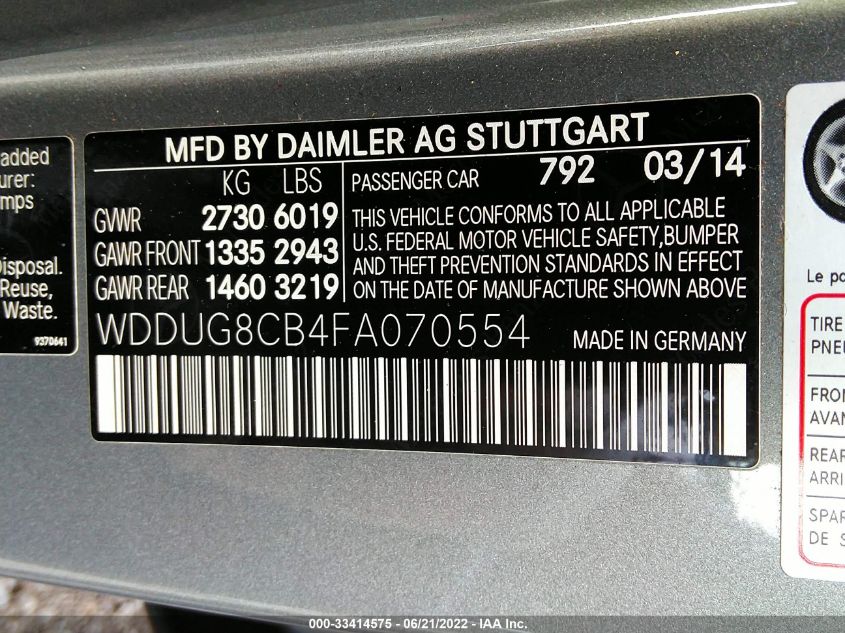 added
urer:
mps
Disposal.
Reuse,
Waste.
9370641
MFD BY DAIMLER AG STUTTGART
KG LBS
GVWR 2730 6019
GAWR FRONT 1335 2943
GAWR REAR 1460 3219
PASSENGER CAR 792 03/14
THIS VEHICLE CONFORMS TO ALL APPLICABLE
U.S. FEDERAL MOTOR VEHICLE SAFETY,BUMPER
AND THEFT PREVENTION STANDARDS IN EFFECT
ON THE DATE OF MANUFACTURE SHOWN ABOVE
WDDUG8CB4FA070554 MADE IN GERMANY
Le pa
TIRE
PNEU
FRON
AVAN
REAR
ARRI
SPAR
DE S
000-33414575 - 06/21/2022 - IAA Inc.